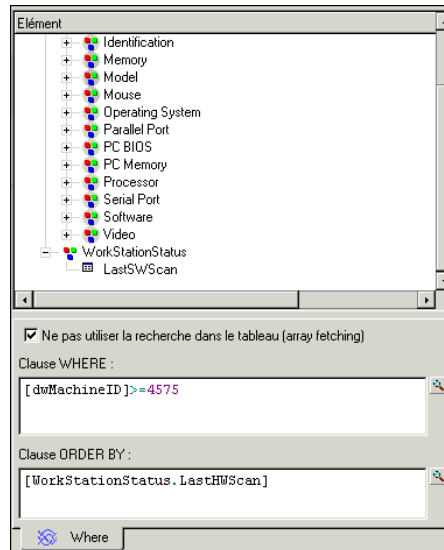 Elément
Identification
Memory
Model
Mouse
Operating System
Parallel Port
PC BIOS
PC Memory
Processor
Serial Port
Software
Video
WorkStationStatus
LastSWScan
Ne pas utiliser la recherche dans le tableau (array fetching)
Clause WHERE :
[dwMachineID]>=4575
Clause ORDER BY :
[WorkStationStatus.LastHWScan]
Where